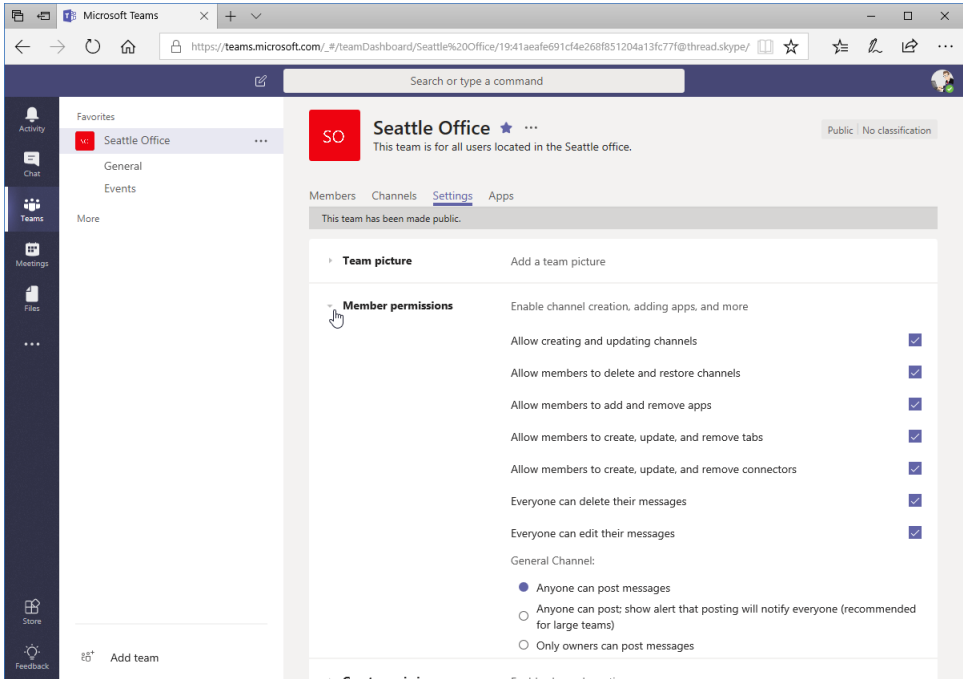 Microsoft Teams
https://teams.microsoft.com/_#/teamDashboard/Seattle%20Office/19:41aeafe691cf4e268f851204a13fc77f@thread.skype/
Search or type a command
Activity
Chat
Teams
Meetings
Files
Store
Feedback
Favorites
SO
Seattle Office
General
Events
More
Add team
SO
Seattle Office
This team is for all users located in the Seattle office.
Public No classification
Members Channels Settings Apps
This team has been made public.
Team picture Add a team picture
Member permissions Enable channel creation, adding apps, and more
Allow creating and updating channels
Allow members to delete and restore channels
Allow members to add and remove apps
Allow members to create, update, and remove tabs
Allow members to create, update, and remove connectors
Everyone can delete their messages
Everyone can edit their messages
General Channel:
Anyone can post messages
Anyone can post; show alert that posting will notify everyone (recommended
for large teams)
Only owners can post messages